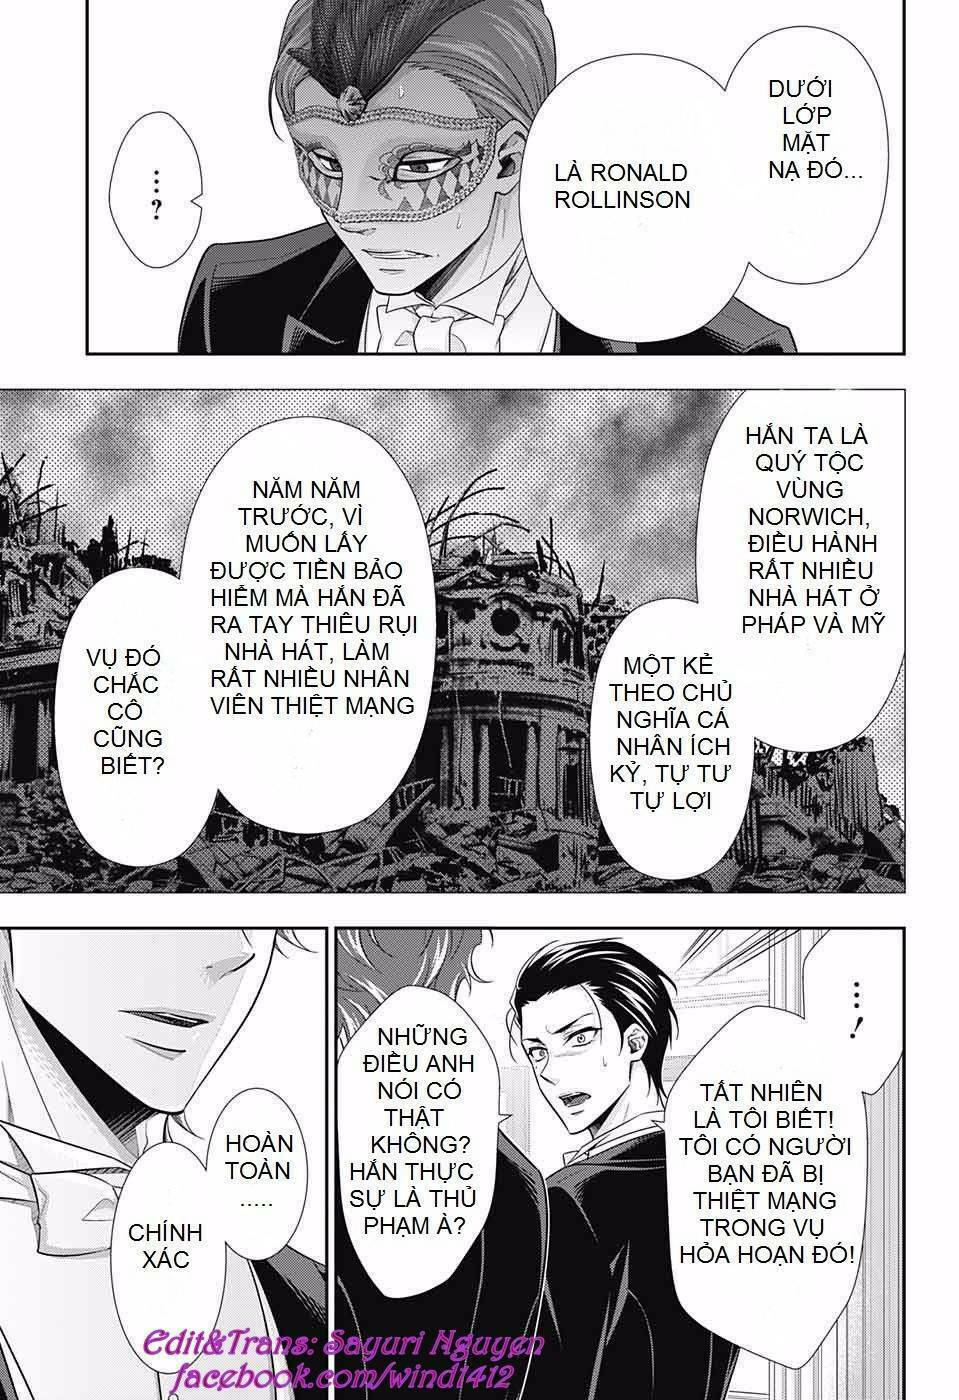 DƯỚI
LỚP
MẶT
NẠ ĐÓ...
LÀ RONALD
ROLLINSON
...?
HẮN TA LÀ
QUÝ TỘC
VÙNG
NORWICH,
ĐIỀU HÀNH
RẤT NHIỀU
NHÀ HÁT Ở
PHÁP VÀ MỸ
MỘT KẺ
THEO CHỦ
NGHĨA CÁ
NHÂN ÍCH
KỶ, TỰ TƯ
TỰ LỢI
NĂM NĂM
TRƯỚC, VÌ
MUỐN LẤY
ĐƯỢC TIỀN BẢO
HIỂM MÀ HẮN ĐÃ
RA TAY THIÊU RỤI
NHÀ HÁT, LÀM
RẤT NHIỀU NHÂN
VIÊN THIỆT MẠNG
VỤ ĐÓ
CHẮC
CÔ
CŨNG
BIẾT?
...!
TẤT NHIÊN
LÀ TÔI BIẾT!
TÔI CÓ NGƯỜI
BẠN ĐÃ BỊ
THIỆT MẠNG
TRONG VỤ
HỎA HOẠN ĐÓ!
NHỮNG
ĐIỀU ANH
NÓI CÓ
THẬT
KHÔNG?
HẮN THỰC
SỰ LÀ THỦ
PHẠM À?
HOÀN
TOÀN
.....
CHÍNH
XÁC
Edit&Trans: Sayuri Nguyen
facebook.com/wind1412